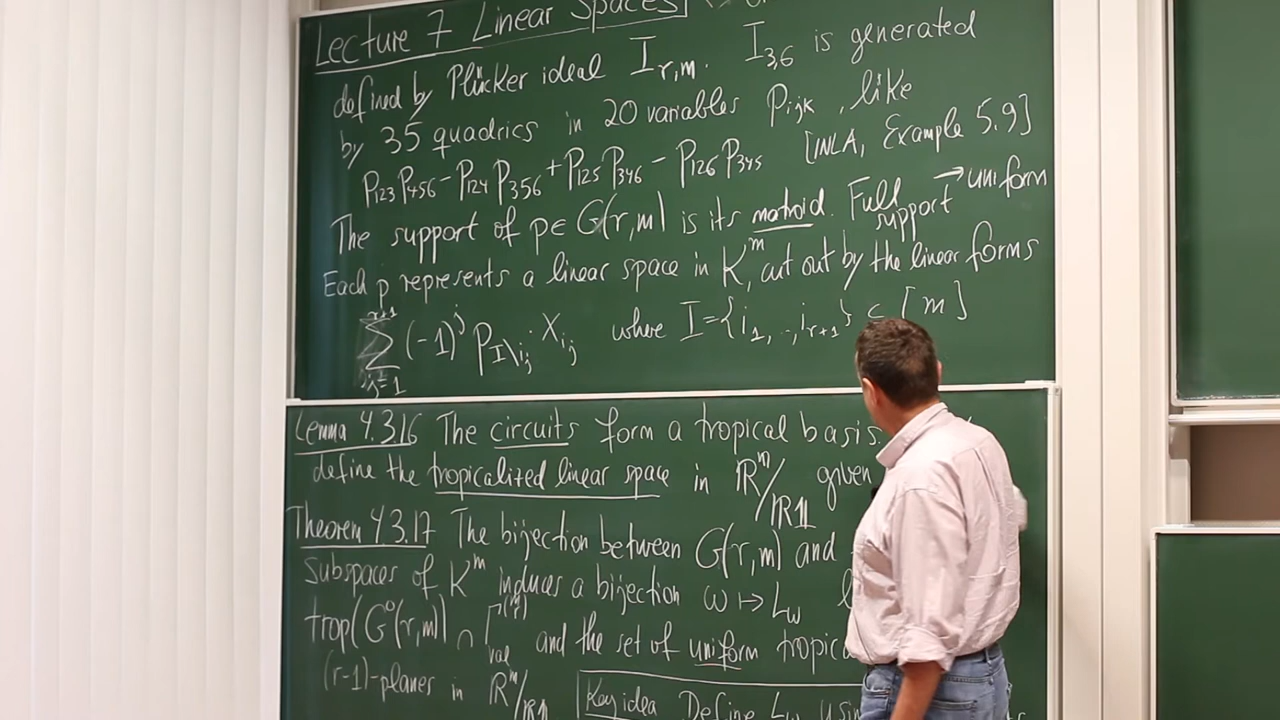 Lecture 7 Linear Spaces
defined by Plücker ideal I_{r,m}. I_{3,6} is generated
by 35 quadrics in 20 variables P_{ijk}, like
P_{123}P_{456} - P_{124}P_{356} + P_{125}P_{346} - P_{126}P_{345} [INLA, Example 5.9]
The support of p∈G(r,m) is its matroid. Full support → uniform
Each p represents a linear space in K^m, cut out by the linear forms
∑_{j=1}^{r+1} (-1)^j P_{I\i_j} X_{i_j} where I={i_1,..,i_{r+1}} ⊂ [m]
Lemma 4.3.16 The circuits form a tropical basis.
define the tropicalized linear space in ℝ^m/ℝ1 given
Theorem 4.3.17 The bijection between G(r,m) and
subspaces of K^m induces a bijection ω ↦ L_ω
trop(G°(r,m)) ∩ Γ_{val}^{(m r)} and the set of uniform
(r-1)-planes in ℝ^m/ℝ1 Key idea Define L_ω